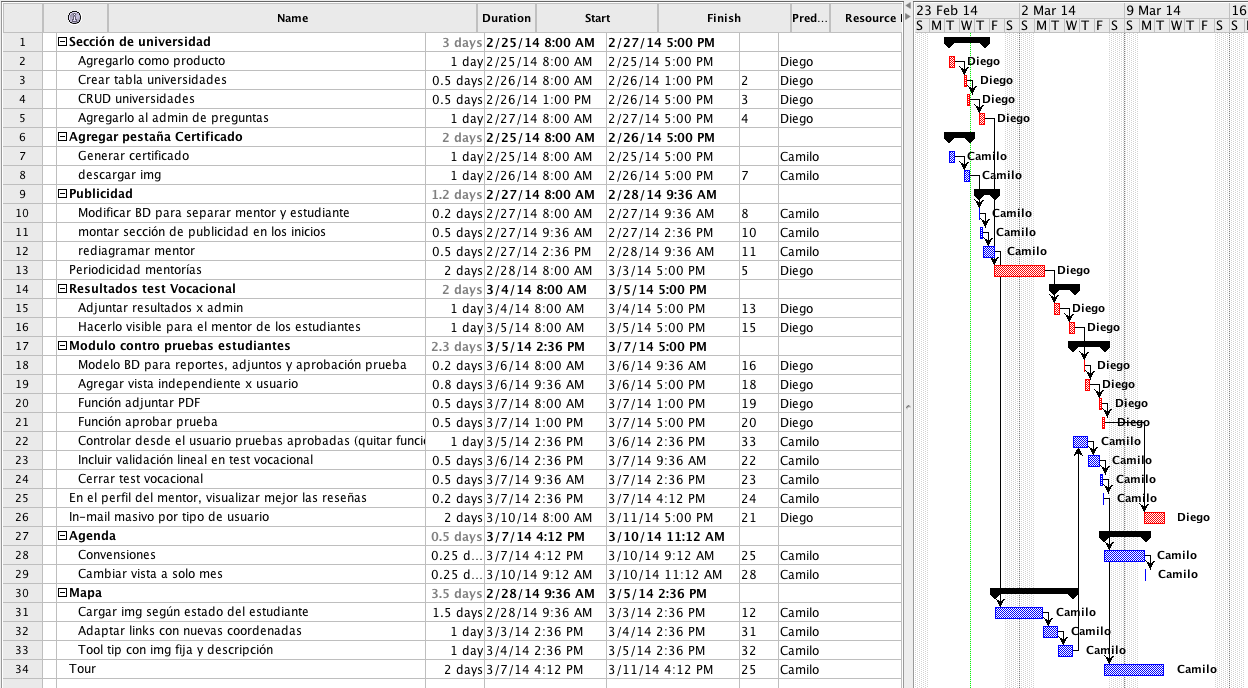 Name Duration Start Finish Pred... Resource 23 Feb 14 2 Mar 14 9 Mar 14 16
S M T W T F S S M T W T F S S M T W T F S S
1 Sección de universidad 3 days 2/25/14 8:00 AM 2/27/14 5:00 PM
2 Agregarlo como producto 1 day 2/25/14 8:00 AM 2/25/14 5:00 PM Diego Diego
3 Crear tabla universidades 0.5 days 2/26/14 8:00 AM 2/26/14 1:00 PM 2 Diego Diego
4 CRUD universidades 0.5 days 2/26/14 1:00 PM 2/26/14 5:00 PM 3 Diego Diego
5 Agregarlo al admin de preguntas 1 day 2/27/14 8:00 AM 2/27/14 5:00 PM 4 Diego Diego
6 Agregar pestaña Certificado 2 days 2/25/14 8:00 AM 2/26/14 5:00 PM
7 Generar certificado 1 day 2/25/14 8:00 AM 2/25/14 5:00 PM Camilo Camilo
8 descargar img 1 day 2/26/14 8:00 AM 2/26/14 5:00 PM 7 Camilo Camilo
9 Publicidad 1.2 days 2/27/14 8:00 AM 2/28/14 9:36 AM
10 Modificar BD para separar mentor y estudiante 0.2 days 2/27/14 8:00 AM 2/27/14 9:36 AM 8 Camilo Camilo
11 montar sección de publicidad en los inicios 0.5 days 2/27/14 9:36 AM 2/27/14 2:36 PM 10 Camilo Camilo
12 rediagramar mentor 0.5 days 2/27/14 2:36 PM 2/28/14 9:36 AM 11 Camilo Camilo
13 Periodicidad mentorías 2 days 2/28/14 8:00 AM 3/3/14 5:00 PM 5 Diego Diego
14 Resultados test Vocacional 2 days 3/4/14 8:00 AM 3/5/14 5:00 PM
15 Adjuntar resultados x admin 1 day 3/4/14 8:00 AM 3/4/14 5:00 PM 13 Diego Diego
16 Hacerlo visible para el mentor de los estudiantes 1 day 3/5/14 8:00 AM 3/5/14 5:00 PM 15 Diego Diego
17 Modulo contro pruebas estudiantes 2.3 days 3/5/14 2:36 PM 3/7/14 5:00 PM
18 Modelo BD para reportes, adjuntos y aprobación prueba 0.2 days 3/6/14 8:00 AM 3/6/14 9:36 AM 16 Diego Diego
19 Agregar vista independiente x usuario 0.8 days 3/6/14 9:36 AM 3/6/14 5:00 PM 18 Diego Diego
20 Función adjuntar PDF 0.5 days 3/7/14 8:00 AM 3/7/14 1:00 PM 19 Diego Diego
21 Función aprobar prueba 0.5 days 3/7/14 1:00 PM 3/7/14 5:00 PM 20 Diego Diego
22 Controlar desde el usuario pruebas aprobadas (quitar funci 1 day 3/5/14 2:36 PM 3/6/14 2:36 PM 33 Camilo Camilo
23 Incluir validación lineal en test vocacional 0.5 days 3/6/14 2:36 PM 3/7/14 9:36 AM 22 Camilo Camilo
24 Cerrar test vocacional 0.5 days 3/7/14 9:36 AM 3/7/14 2:36 PM 23 Camilo Camilo
25 En el perfil del mentor, visualizar mejor las reseñas 0.2 days 3/7/14 2:36 PM 3/7/14 4:12 PM 24 Camilo Camilo
26 In-mail masivo por tipo de usuario 2 days 3/10/14 8:00 AM 3/11/14 5:00 PM 21 Diego Diego
27 Agenda 0.5 days 3/7/14 4:12 PM 3/10/14 11:12 AM
28 Convensiones 0.25 d... 3/7/14 4:12 PM 3/10/14 9:12 AM 25 Camilo Camilo
29 Cambiar vista a solo mes 0.25 d... 3/10/14 9:12 AM 3/10/14 11:12 AM 28 Camilo Camilo
30 Mapa 3.5 days 2/28/14 9:36 AM 3/5/14 2:36 PM
31 Cargar img según estado del estudiante 1.5 days 2/28/14 9:36 AM 3/3/14 2:36 PM 12 Camilo Camilo
32 Adaptar links con nuevas coordenadas 1 day 3/3/14 2:36 PM 3/4/14 2:36 PM 31 Camilo Camilo
33 Tool tip con img fija y descripción 1 day 3/4/14 2:36 PM 3/5/14 2:36 PM 32 Camilo Camilo
34 Tour 2 days 3/7/14 4:12 PM 3/11/14 4:12 PM 25 Camilo Camilo